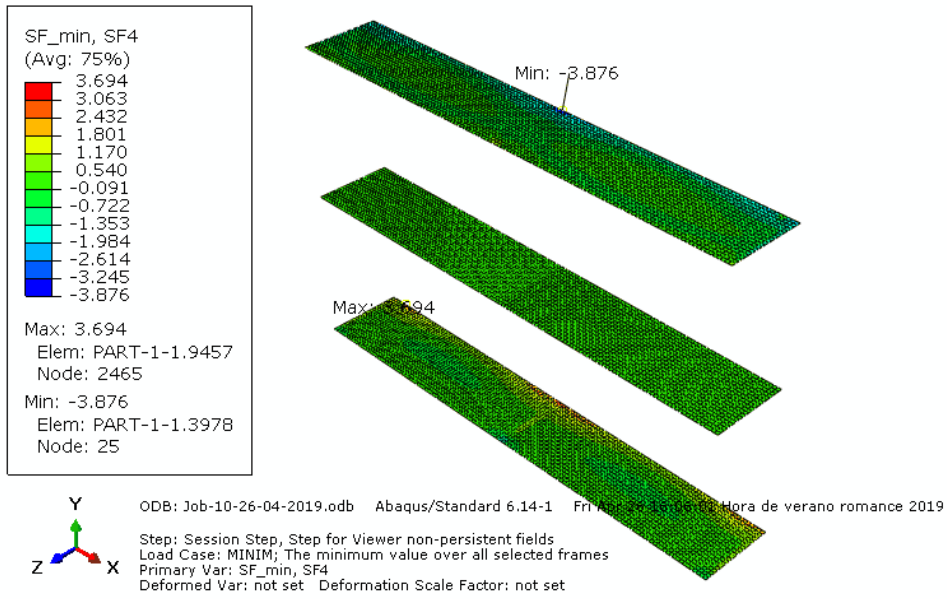 SF_min, SF4
(Avg: 75%)
3.694
3.063
2.432
1.801
1.170
0.540
-0.091
-0.722
-1.353
-1.984
-2.614
-3.245
-3.876
Max: 3.694
Elem: PART-1-1.9457
Node: 2465
Min: -3.876
Elem: PART-1-1.3978
Node: 25
Min: -3.876
Max: 3.694
Y
Z
X
ODB: Job-10-26-04-2019.odb Abaqus/Standard 6.14-1 Fri Apr 26 Hora de verano romance 2019
Step: Session Step, Step for Viewer non-persistent fields
Load Case: MINIM; The minimum value over all selected frames
Primary Var: SF_min, SF4
Deformed Var: not set Deformation Scale Factor: not set